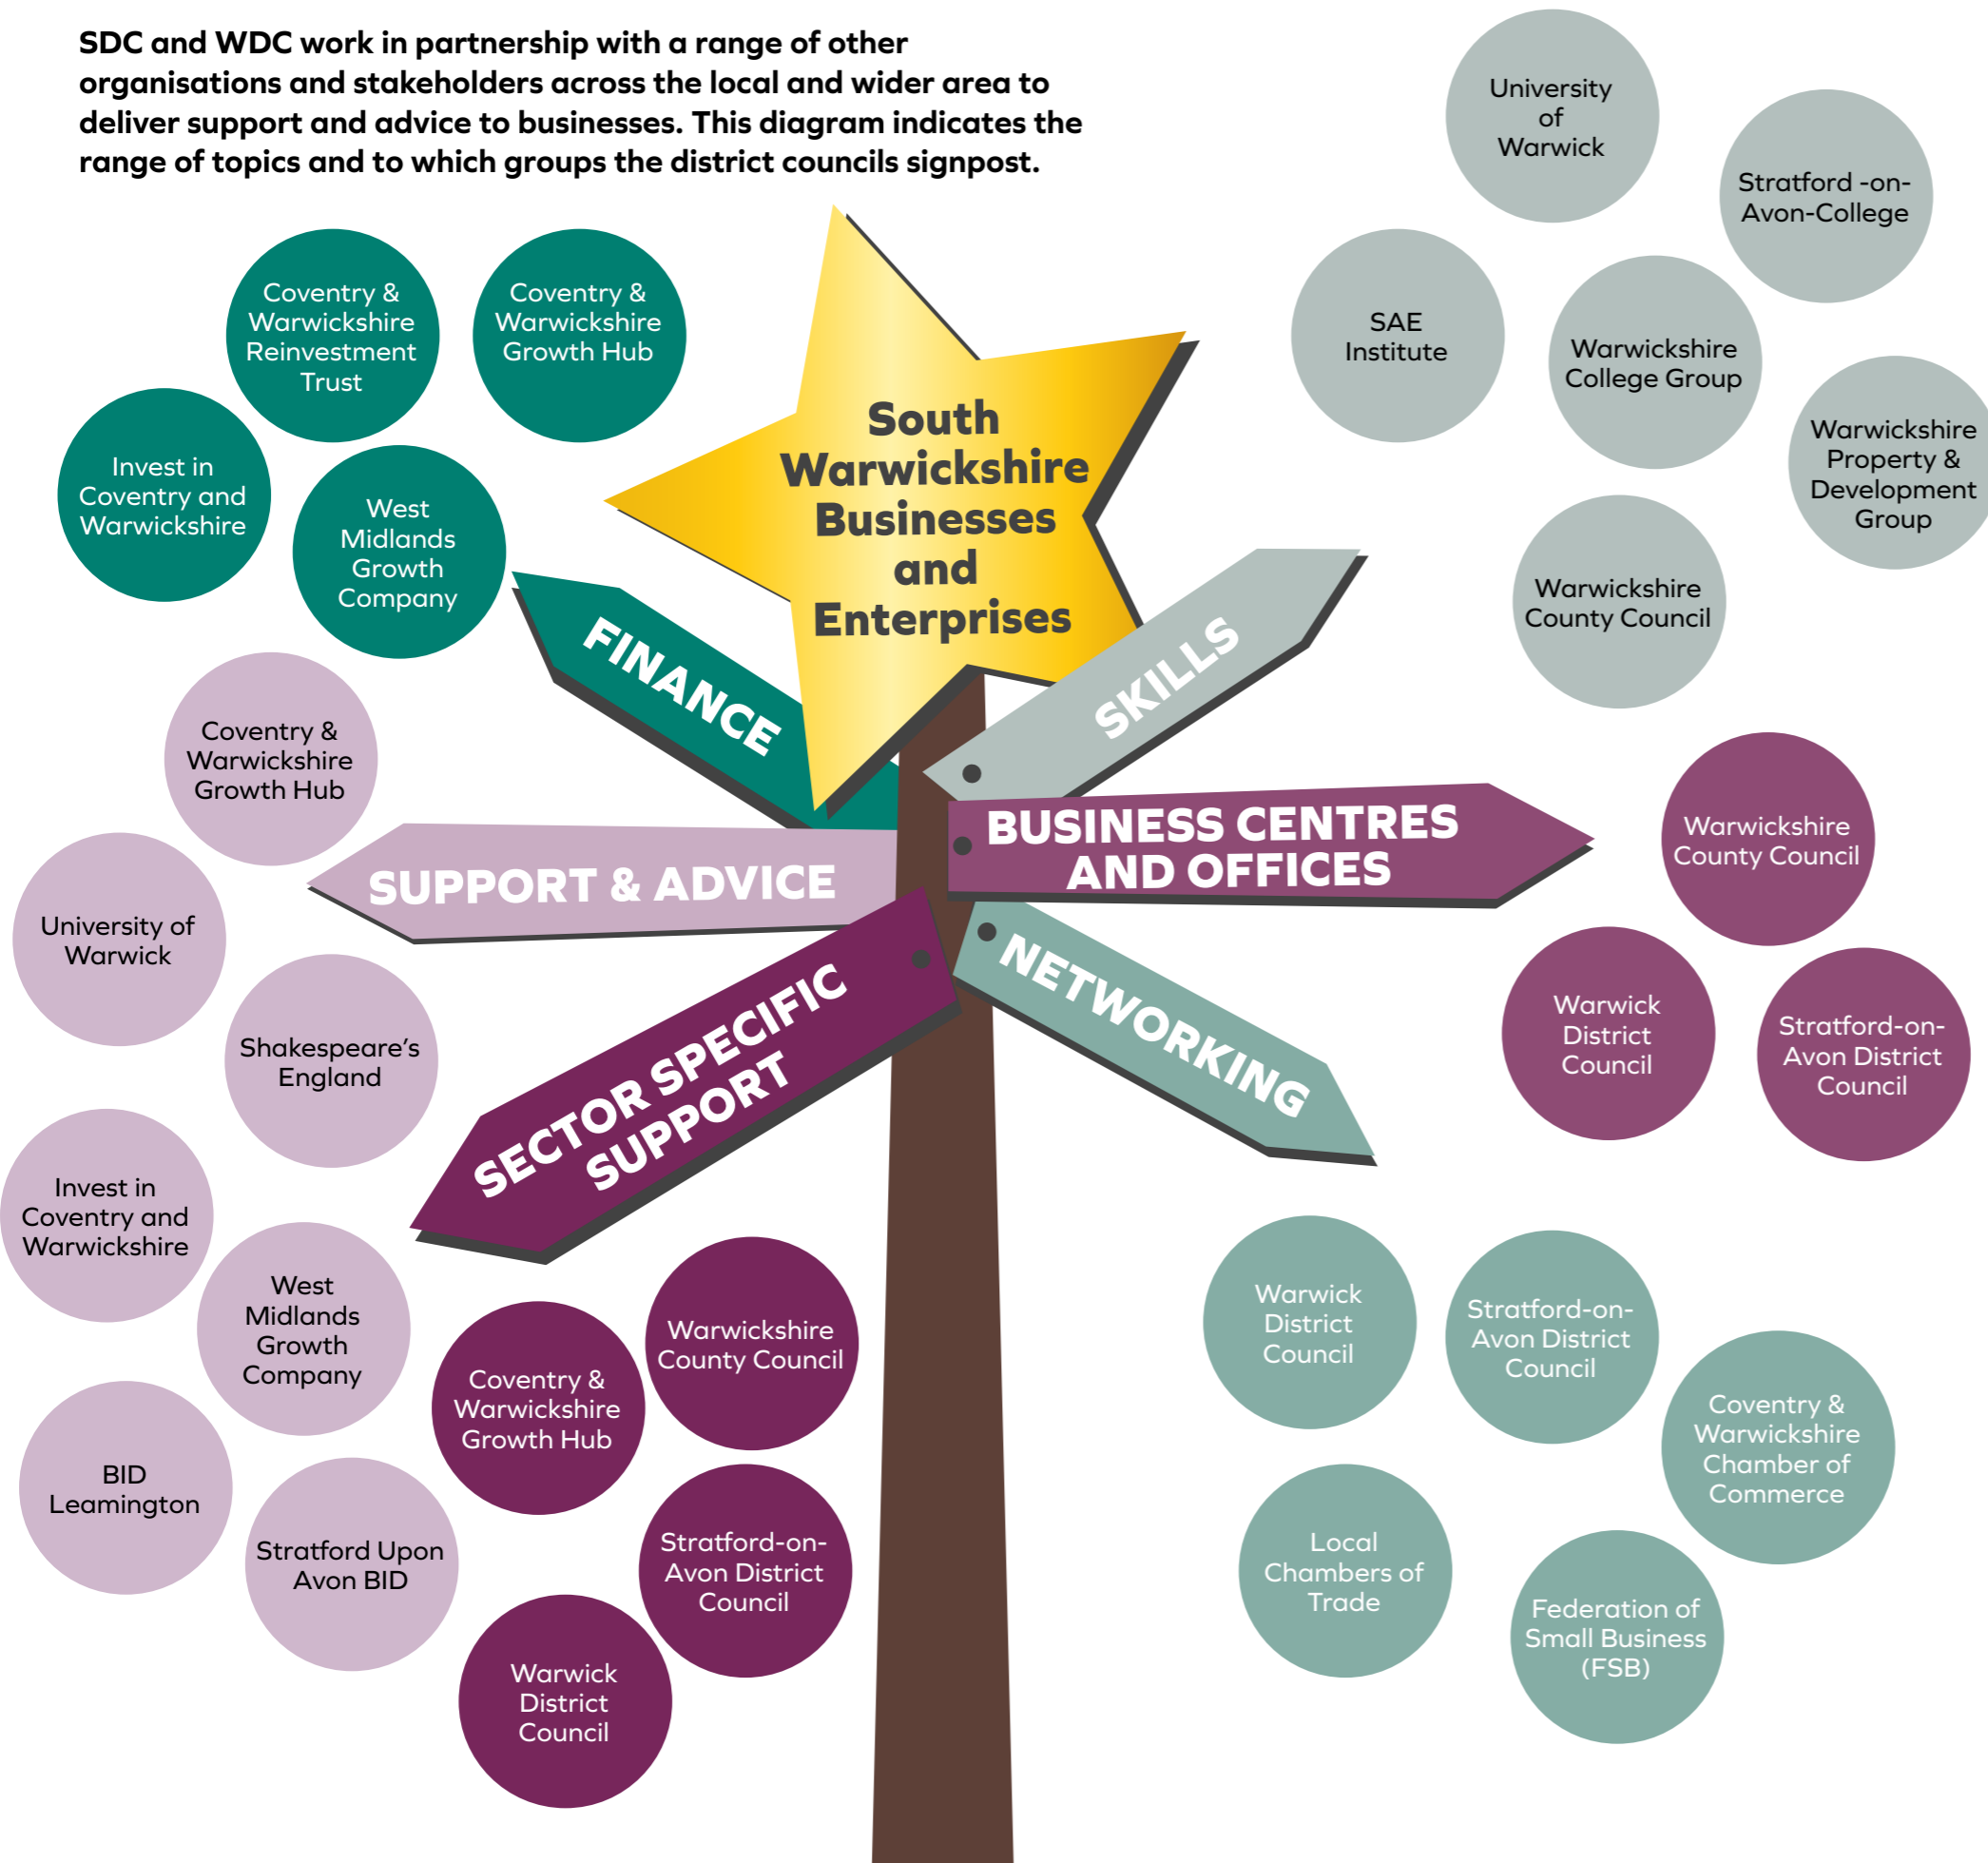 SDC and WDC work in partnership with a range of other
organisations and stakeholders across the local and wider area to
deliver support and advice to businesses. This diagram indicates the
range of topics and to which groups the district councils signpost.
South
Warwickshire
Businesses
and
Enterprises
FINANCE
Coventry &
Warwickshire
Reinvestment
Trust
Coventry &
Warwickshire
Growth Hub
Invest in
Coventry and
Warwickshire
West
Midlands
Growth
Company
SKILLS
University
of
Warwick
Stratford -on-
Avon-College
SAE
Institute
Warwickshire
College Group
Warwickshire
Property &
Development
Group
Warwickshire
County Council
SUPPORT & ADVICE
Coventry &
Warwickshire
Growth Hub
University of
Warwick
Shakespeare's
England
Invest in
Coventry and
Warwickshire
West
Midlands
Growth
Company
BID
Leamington
Stratford Upon
Avon BID
BUSINESS CENTRES
AND OFFICES
Warwickshire
County Council
Warwick
District
Council
Stratford-on-
Avon District
Council
SECTOR SPECIFIC
SUPPORT
Warwickshire
County Council
Coventry &
Warwickshire
Growth Hub
Stratford-on-
Avon District
Council
Warwick
District
Council
NETWORKING
Warwick
District
Council
Stratford-on-
Avon District
Council
Coventry &
Warwickshire
Chamber of
Commerce
Local
Chambers of
Trade
Federation of
Small Business
(FSB)